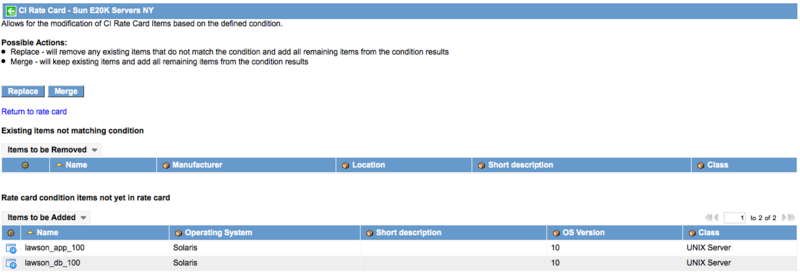 CI Rate Card - Sun E20K Servers NY
Allows for the modification of CI Rate Card Items based on the defined condition.
Possible Actions:
Replace - will remove any existing items that do not match the condition and add all remaining items from the condition results
Merge - will keep existing items and add all remaining items from the condition results
Replace Merge
Return to rate card
Existing items not matching condition
Items to be Removed
Name Manufacturer Location Short description Class
Rate card condition items not yet in rate card
Items to be Added 1 to 2 of 2
Name Operating System Short description OS Version Class
lawson_app_100 Solaris 10 UNIX Server
lawson_db_100 Solaris 10 UNIX Server